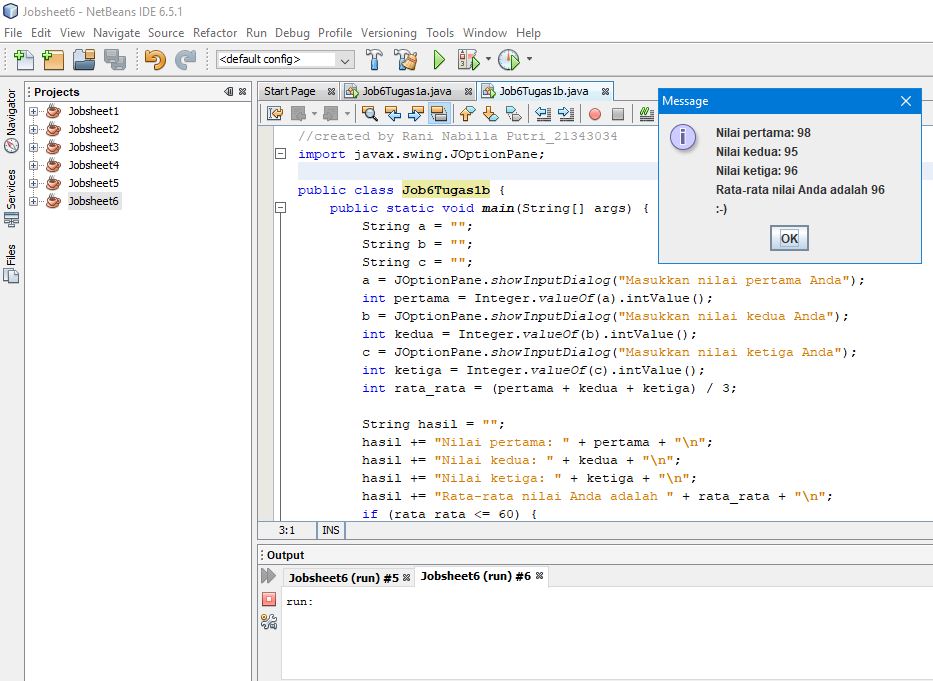 Jobsheet6 - NetBeans IDE 6.5.1
File Edit View Navigate Source Refactor Run Debug Profile Versioning Tools Window Help
<default config>
Navigator
Services
Files
Projects
Jobsheet1
Jobsheet2
Jobsheet3
Jobsheet4
Jobsheet5
Jobsheet6
Start Page Job6Tugas1a.java Job6Tugas1b.java
//created by Rani Nabilla Putri_21343034
import javax.swing.JOptionPane;
public class Job6Tugas1b {
public static void main(String[] args) {
String a = "";
String b = "";
String c = "";
a = JOptionPane.showInputDialog("Masukkan nilai pertama Anda");
int pertama = Integer.valueOf(a).intValue();
b = JOptionPane.showInputDialog("Masukkan nilai kedua Anda");
int kedua = Integer.valueOf(b).intValue();
c = JOptionPane.showInputDialog("Masukkan nilai ketiga Anda");
int ketiga = Integer.valueOf(c).intValue();
int rata_rata = (pertama + kedua + ketiga) / 3;
String hasil = "";
hasil += "Nilai pertama: " + pertama + "\n";
hasil += "Nilai kedua: " + kedua + "\n";
hasil += "Nilai ketiga: " + ketiga + "\n";
hasil += "Rata-rata nilai Anda adalah " + rata_rata + "\n";
if (rata_rata <= 60) {
3:1 INS
Message
Nilai pertama: 98
Nilai kedua: 95
Nilai ketiga: 96
Rata-rata nilai Anda adalah 96
:-)
OK
Output
Jobsheet6 (run) #5 Jobsheet6 (run) #6
run: